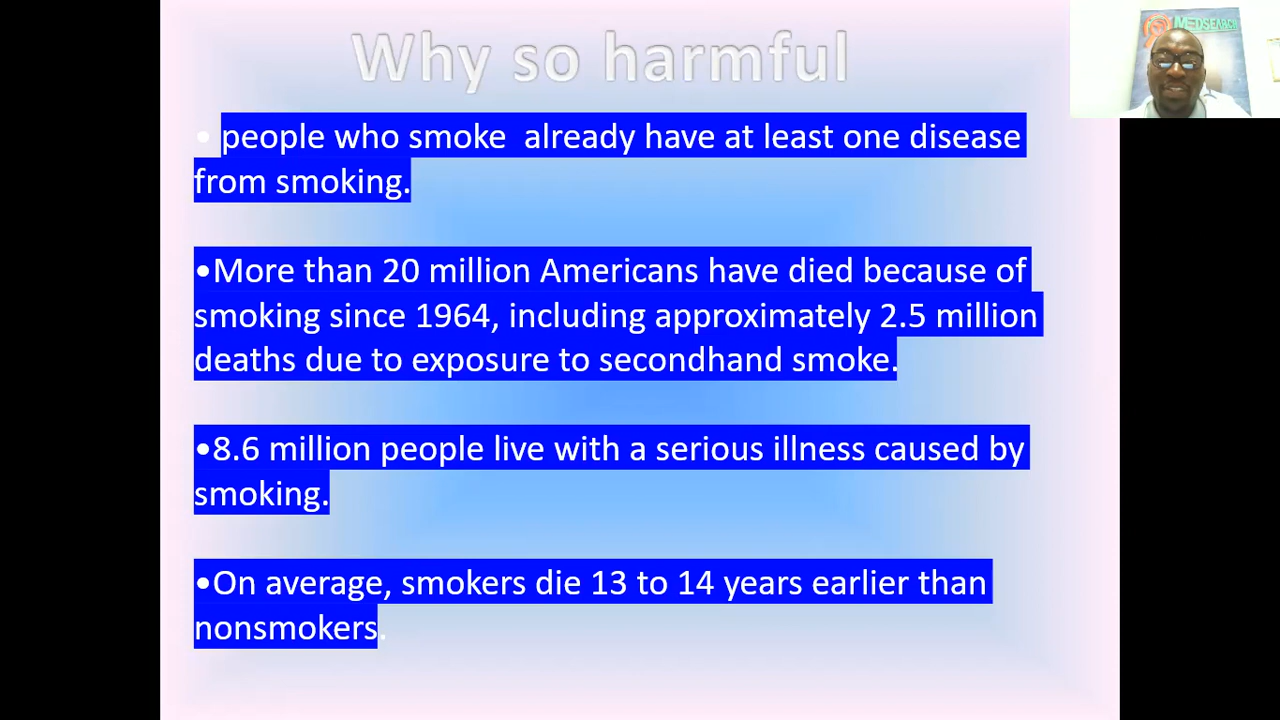 Why so harmful
MEDSEARCH
• people who smoke  already have at least one disease
from smoking.
•More than 20 million Americans have died because of
smoking since 1964, including approximately 2.5 million
deaths due to exposure to secondhand smoke.
•8.6 million people live with a serious illness caused by
smoking.
•On average, smokers die 13 to 14 years earlier than
nonsmokers.